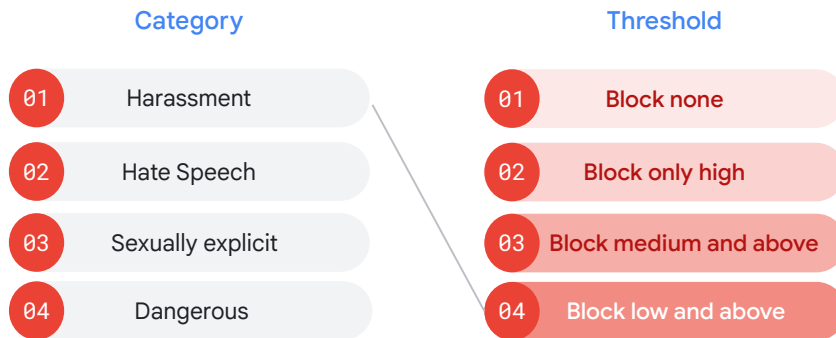 Category
Threshold
01 Harassment
01 Block none
02 Hate Speech
02 Block only high
03 Sexually explicit
03 Block medium and above
04 Dangerous
04 Block low and above